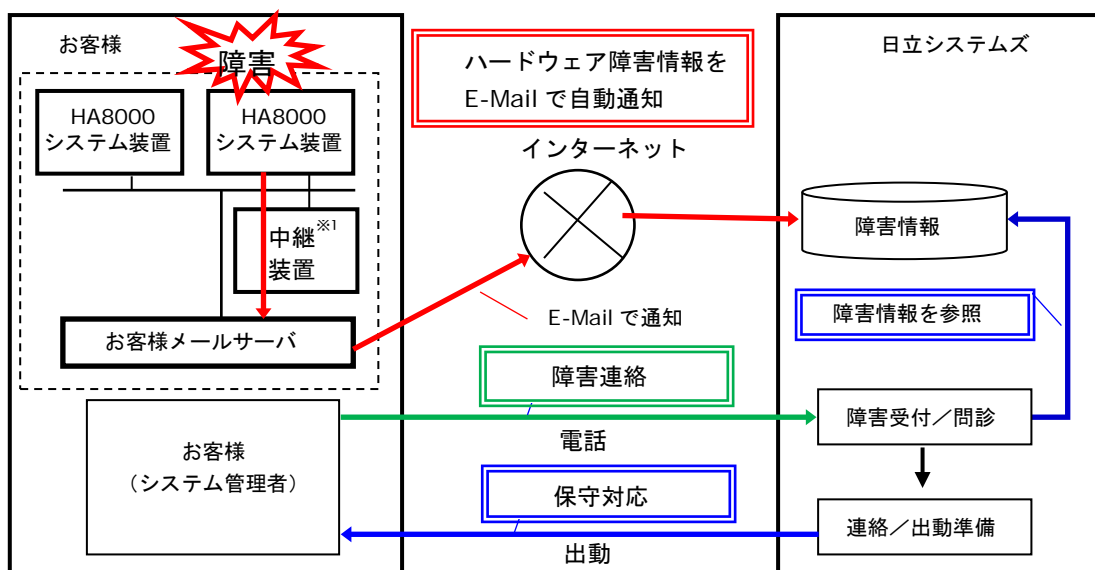 お客様
障害
HA8000
システム装置
HA8000
システム装置
中継※1
装置
お客様メールサーバ
お客様
（システム管理者）
ハードウェア障害情報を
E-Mail で自動通知
インターネット
E-Mail で通知
障害連絡
電話
保守対応
出動
日立システムズ
障害情報
障害情報を参照
障害受付／問診
連絡／出動準備